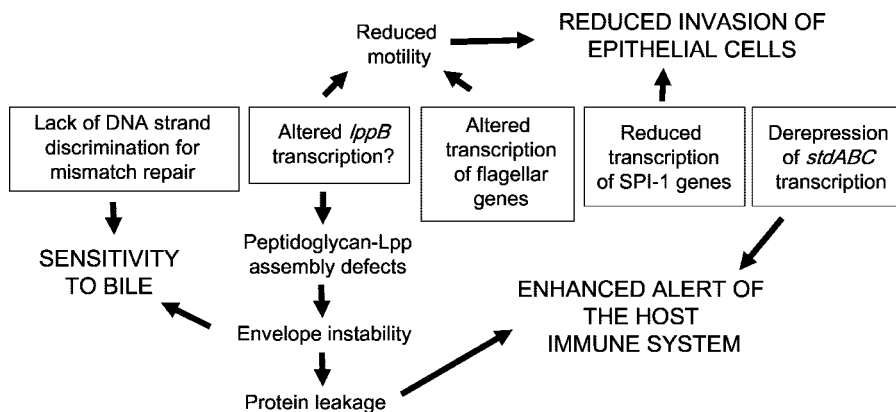 Reduced
motility
REDUCED INVASION OF
EPITHELIAL CELLS
Lack of DNA strand
discrimination for
mismatch repair
Altered lppB
transcription?
Altered
transcription
of flagellar
genes
Reduced
transcription
of SPI-1 genes
Derepression
of stdABC
transcription
SENSITIVITY
TO BILE
Peptidoglycan-Lpp
assembly defects
Envelope instability
Protein leakage
ENHANCED ALERT OF
THE HOST
IMMUNE SYSTEM